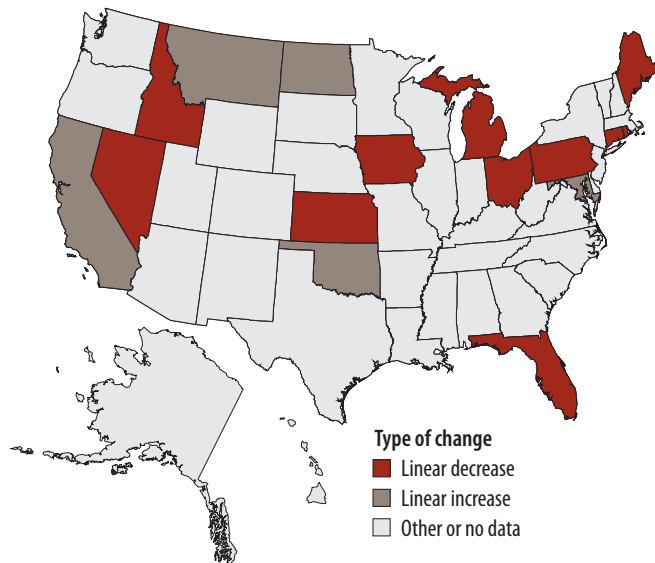 Type of change
Linear decrease
Linear increase
Other or no data